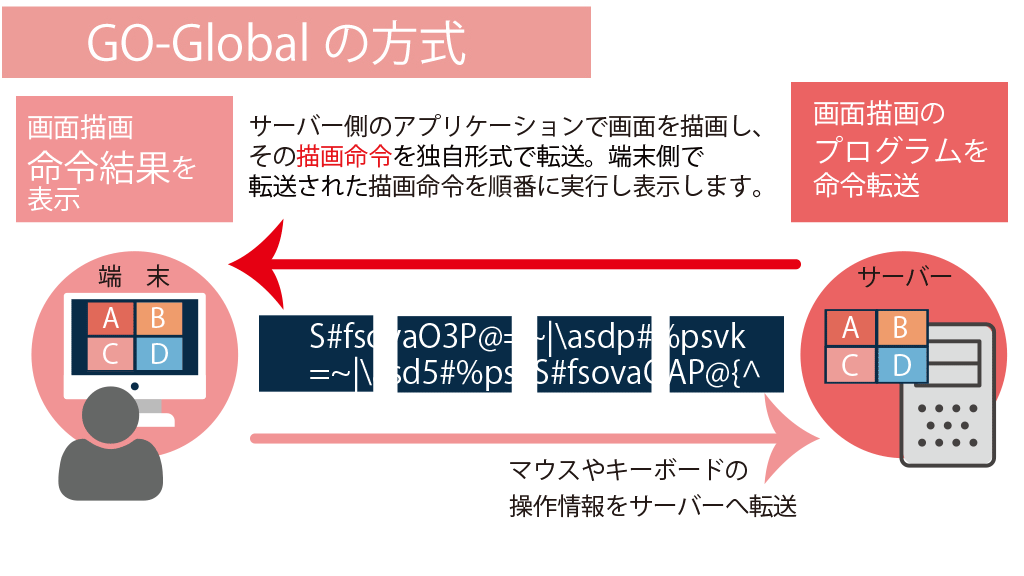 GO-Global の方式
画面描画
命令結果を
表示
サーバー側のアプリケーションで画面を描画し、
その描画命令を独自形式で転送。端末側で
転送された描画命令を順番に実行し表示します。
画面描画の
プログラムを
命令転送
端 末
A B
C D
サーバー
A B
C D
S#fsovaO3P@=~|\asdp#%psvk
マウスやキーボードの
操作情報をサーバーへ転送